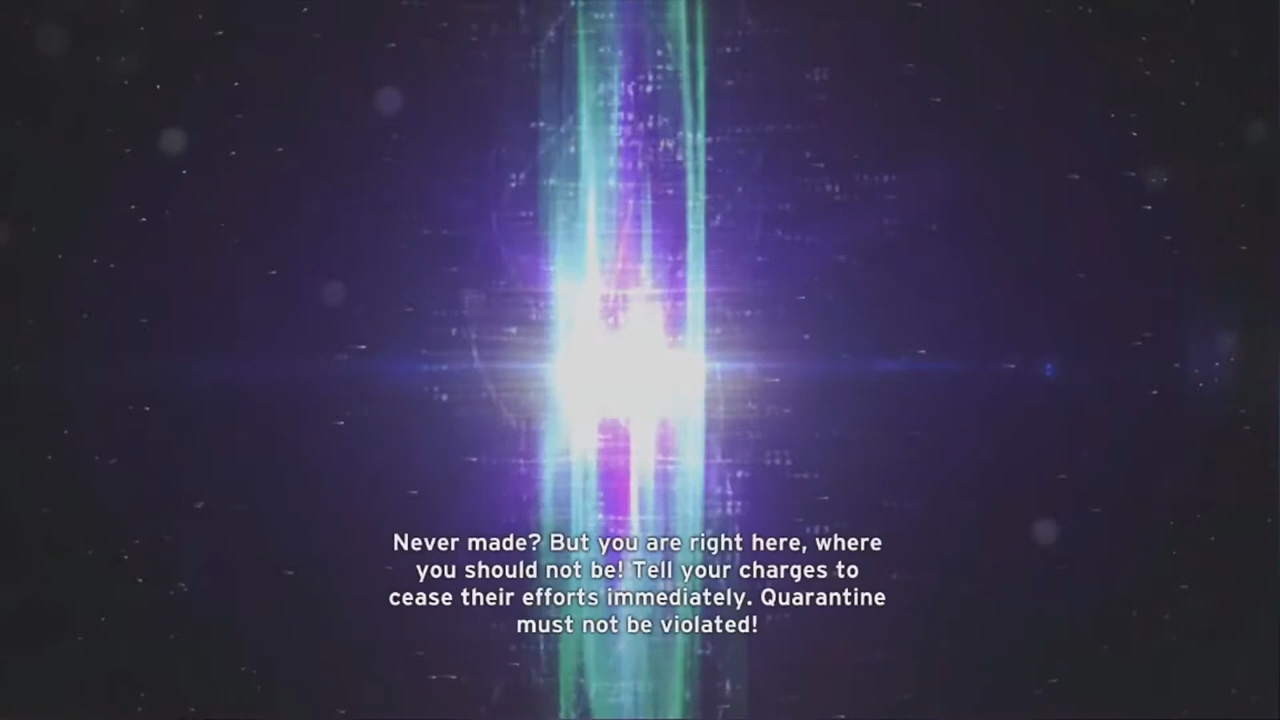 Never made? But you are right here, where
you should not be! Tell your charges to
cease their efforts immediately. Quarantine
must not be violated!